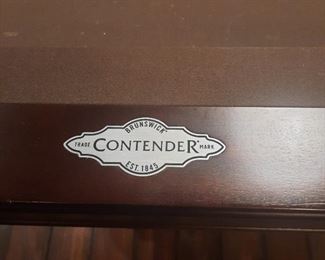 BRUNSWICK
TRADE CONTENDER MARK
EST. 1845